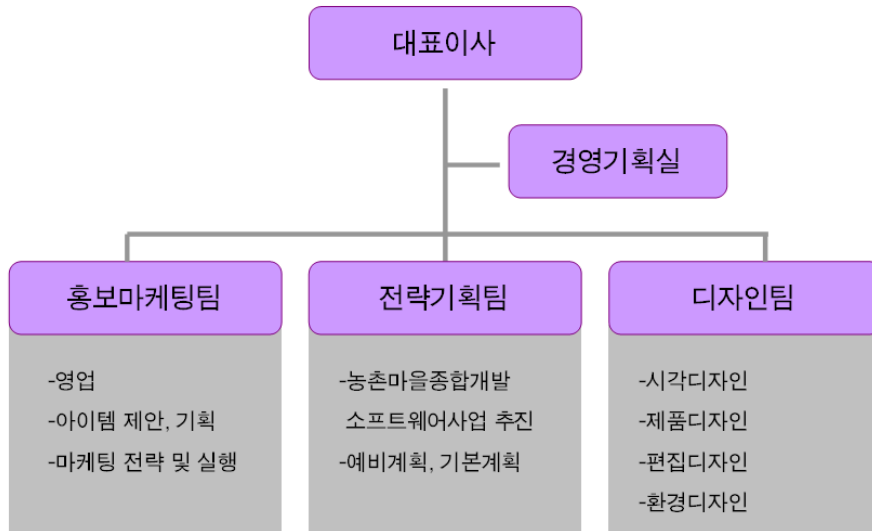 대표이사
경영기획실
홍보마케팅팀
-영업
-아이템 제안, 기획
-마케팅 전략 및 실행
전략기획팀
-농촌마을종합개발
소프트웨어사업 추진
-예비계획, 기본계획
디자인팀
-시각디자인
-제품디자인
-편집디자인
-환경디자인